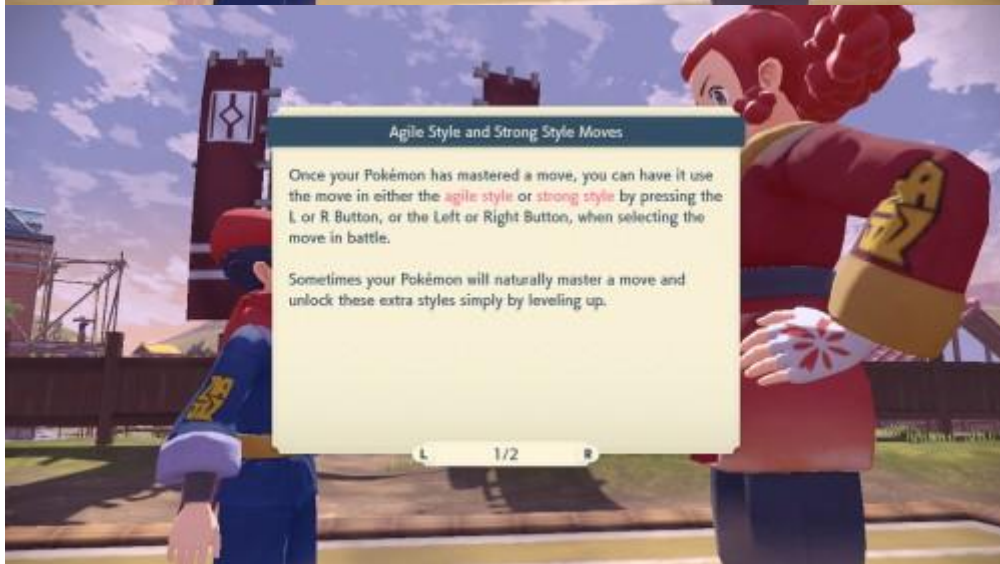 Agile Style and Strong Style Moves
Once your Pokémon has mastered a move, you can have it use
the move in either the agile style or strong style by pressing the
L or R Button, or the Left or Right Button, when selecting the
move in battle.
Sometimes your Pokémon will naturally master a move and
unlock these extra styles simply by leveling up.
L 1/2 R